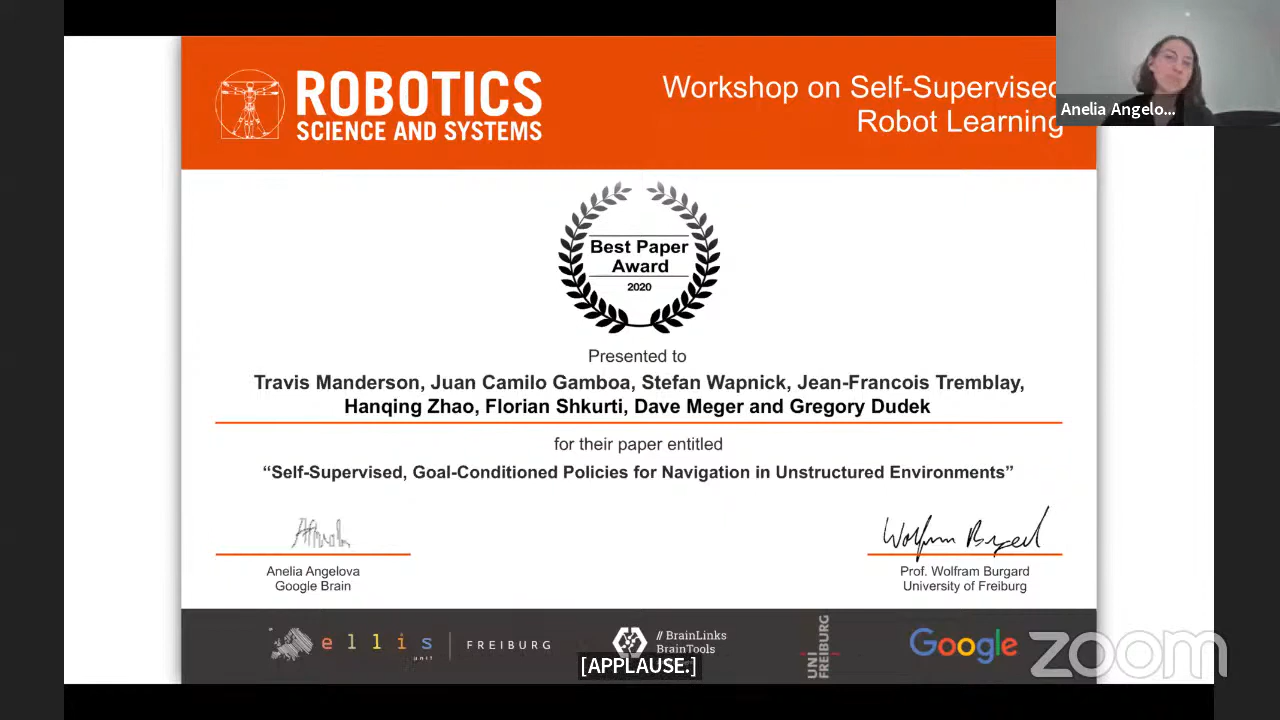 ROBOTICS
SCIENCE AND SYSTEMS
Workshop on Self-Supervised
Robot Learning
Anelia Angelo...
Best Paper
Award
2020
Presented to
Travis Manderson, Juan Camilo Gamboa, Stefan Wapnick, Jean-Francois Tremblay,
Hanqing Zhao, Florian Shkurti, Dave Meger and Gregory Dudek
for their paper entitled
“Self-Supervised, Goal-Conditioned Policies for Navigation in Unstructured Environments”
Wolfram Burgard
Anelia Angelova
Google Brain
Prof. Wolfram Burgard
University of Freiburg
ellis
unit
FREIBURG
// BrainLinks
BrainTools
UNI
FREIBURG
Google
zoom
[APPLAUSE.]